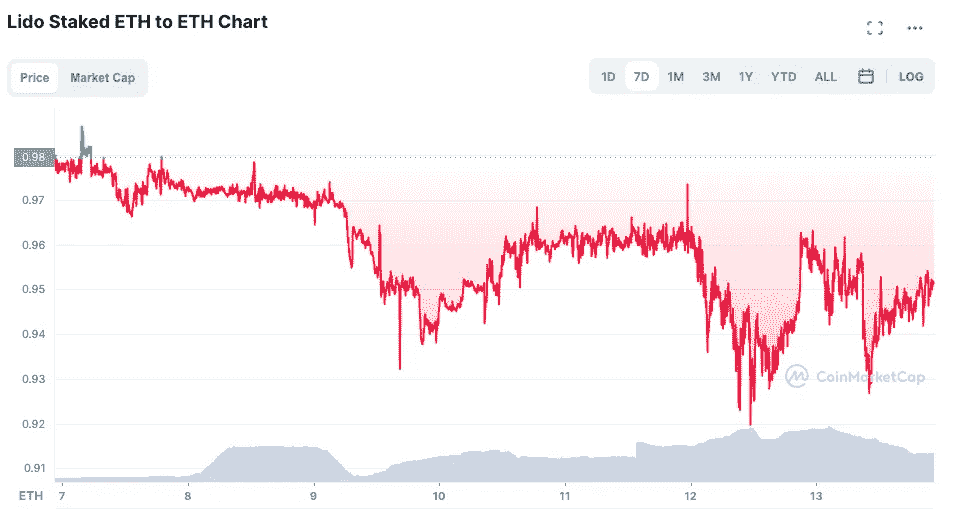 Lido Staked ETH to ETH Chart
Price Market Cap
1D 7D 1M 3M 1Y YTD ALL LOG
0.98
0.97
0.96
0.95
0.94
0.93
CoinMarketCap
0.92
0.91
ETH 7 8 9 10 11 12 13